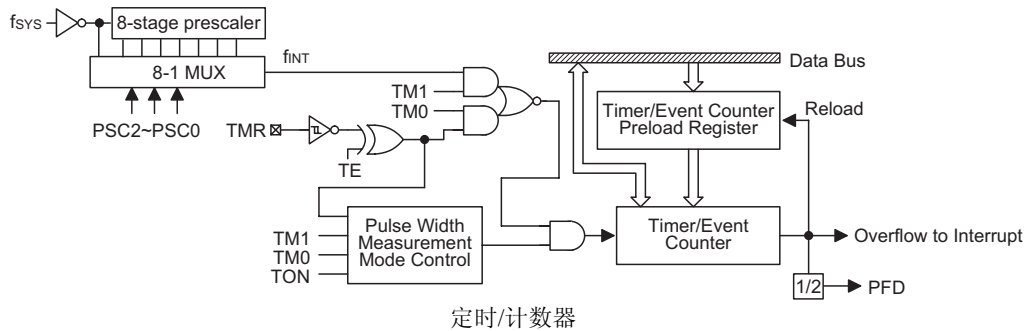 fSYS
8-stage prescaler
8-1 MUX
fINT
PSC2~PSC0
TMR
TE
TM1
TM0
Data Bus
Timer/Event Counter
Preload Register
Reload
TM1
TM0
TON
Pulse Width
Measurement
Mode Control
Timer/Event
Counter
Overflow to Interrupt
1/2
PFD
定时/计数器